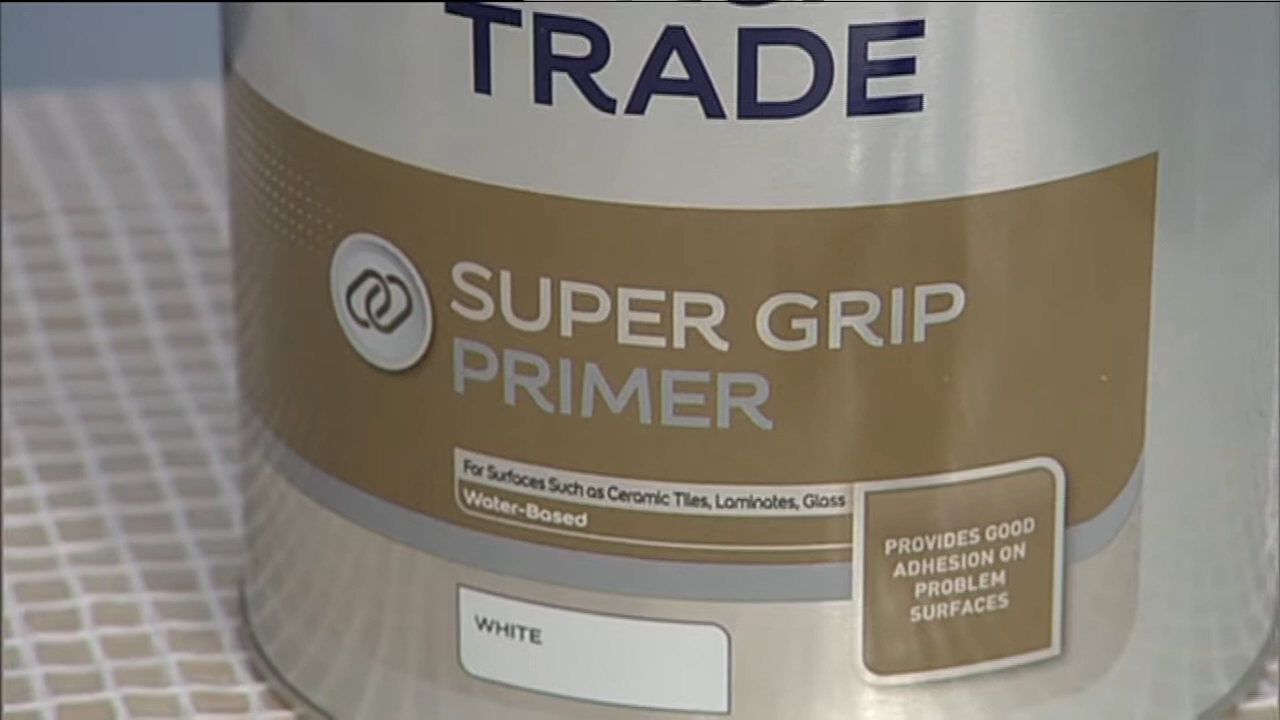 TRADE
SUPER GRIP
PRIMER
For Surfaces Such as Ceramic Tiles, Laminates, Glass
Water-Based
PROVIDES GOOD
ADHESION ON
PROBLEM
SURFACES
WHITE